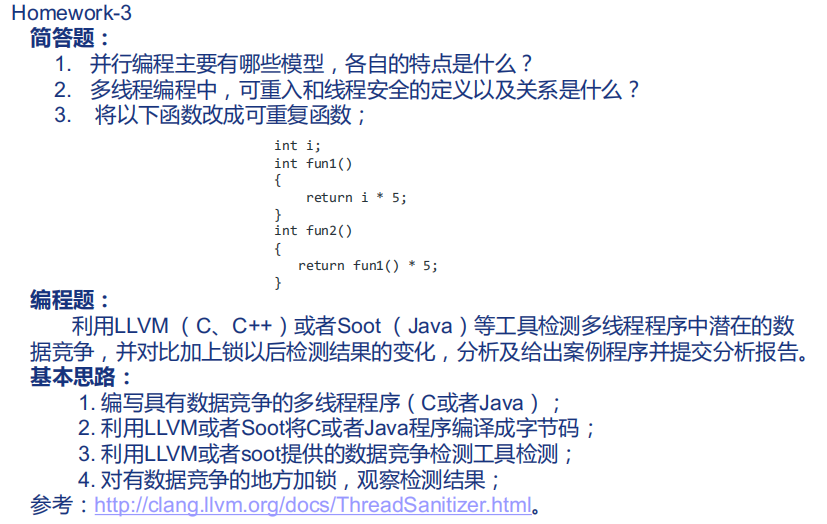 Homework-3
简答题：
1. 并行编程主要有哪些模型，各自的特点是什么？
2. 多线程编程中，可重入和线程安全的定义以及关系是什么？
3. 将以下函数改成可重复函数；
int i;
int fun1()
{
return i * 5;
}
int fun2()
{
return fun1() * 5;
}
编程题：
利用LLVM（C、C++）或者Soot（Java）等工具检测多线程程序中潜在的数
据竞争，并对比加上锁以后检测结果的变化，分析及给出案例程序并提交分析报告。
基本思路：
1. 编写具有数据竞争的多线程程序（C或者Java）；
2. 利用LLVM或者Soot将C或者Java程序编译成字节码；
3. 利用LLVM或者soot提供的数据竞争检测工具检测；
4. 对有数据竞争的地方加锁，观察检测结果；
参考：http://clang.llvm.org/docs/ThreadSanitizer.html。